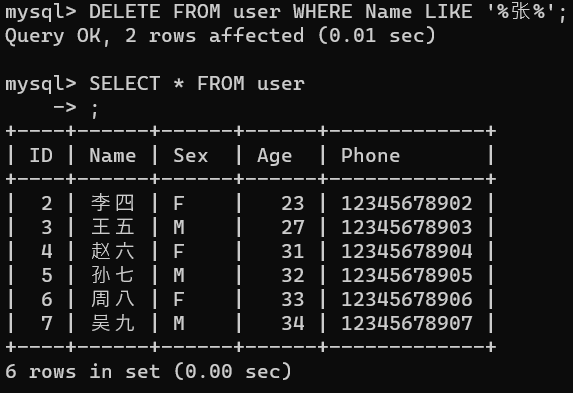 mysql> DELETE FROM user WHERE Name LIKE '%张%';
Query OK, 2 rows affected (0.01 sec)
mysql> SELECT * FROM user
    -> ;
+----+------+------+------+-------------+
| ID | Name | Sex  | Age  | Phone       |
+----+------+------+------+-------------+
|  2 | 李四 | F    |   23 | 12345678902 |
|  3 | 王五 | M    |   27 | 12345678903 |
|  4 | 赵六 | F    |   31 | 12345678904 |
|  5 | 孙七 | M    |   32 | 12345678905 |
|  6 | 周八 | F    |   33 | 12345678906 |
|  7 | 吴九 | M    |   34 | 12345678907 |
+----+------+------+------+-------------+
6 rows in set (0.00 sec)